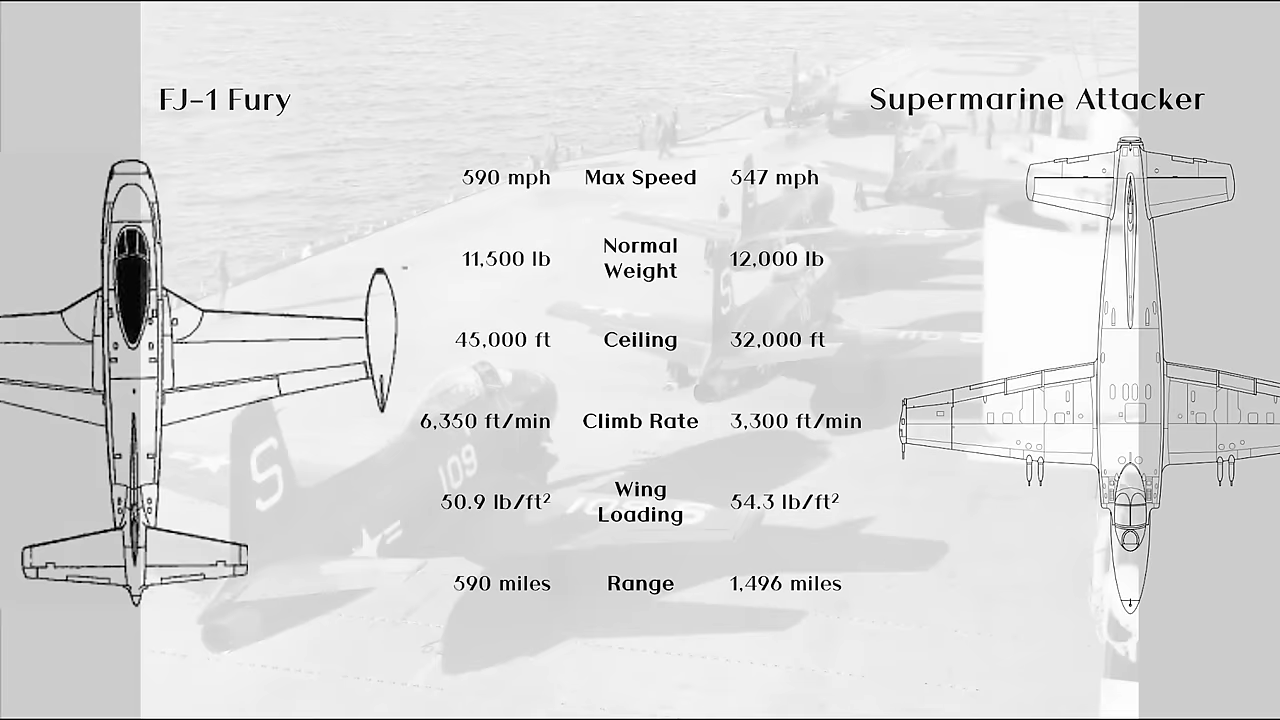 FJ-1 Fury
Supermarine Attacker
590 mph Max Speed 547 mph
11,500 lb Normal Weight 12,000 lb
45,000 ft Ceiling 32,000 ft
6,350 ft/min Climb Rate 3,300 ft/min
50.9 lb/ft² Wing Loading 54.3 lb/ft²
590 miles Range 1,496 miles
S
109
S